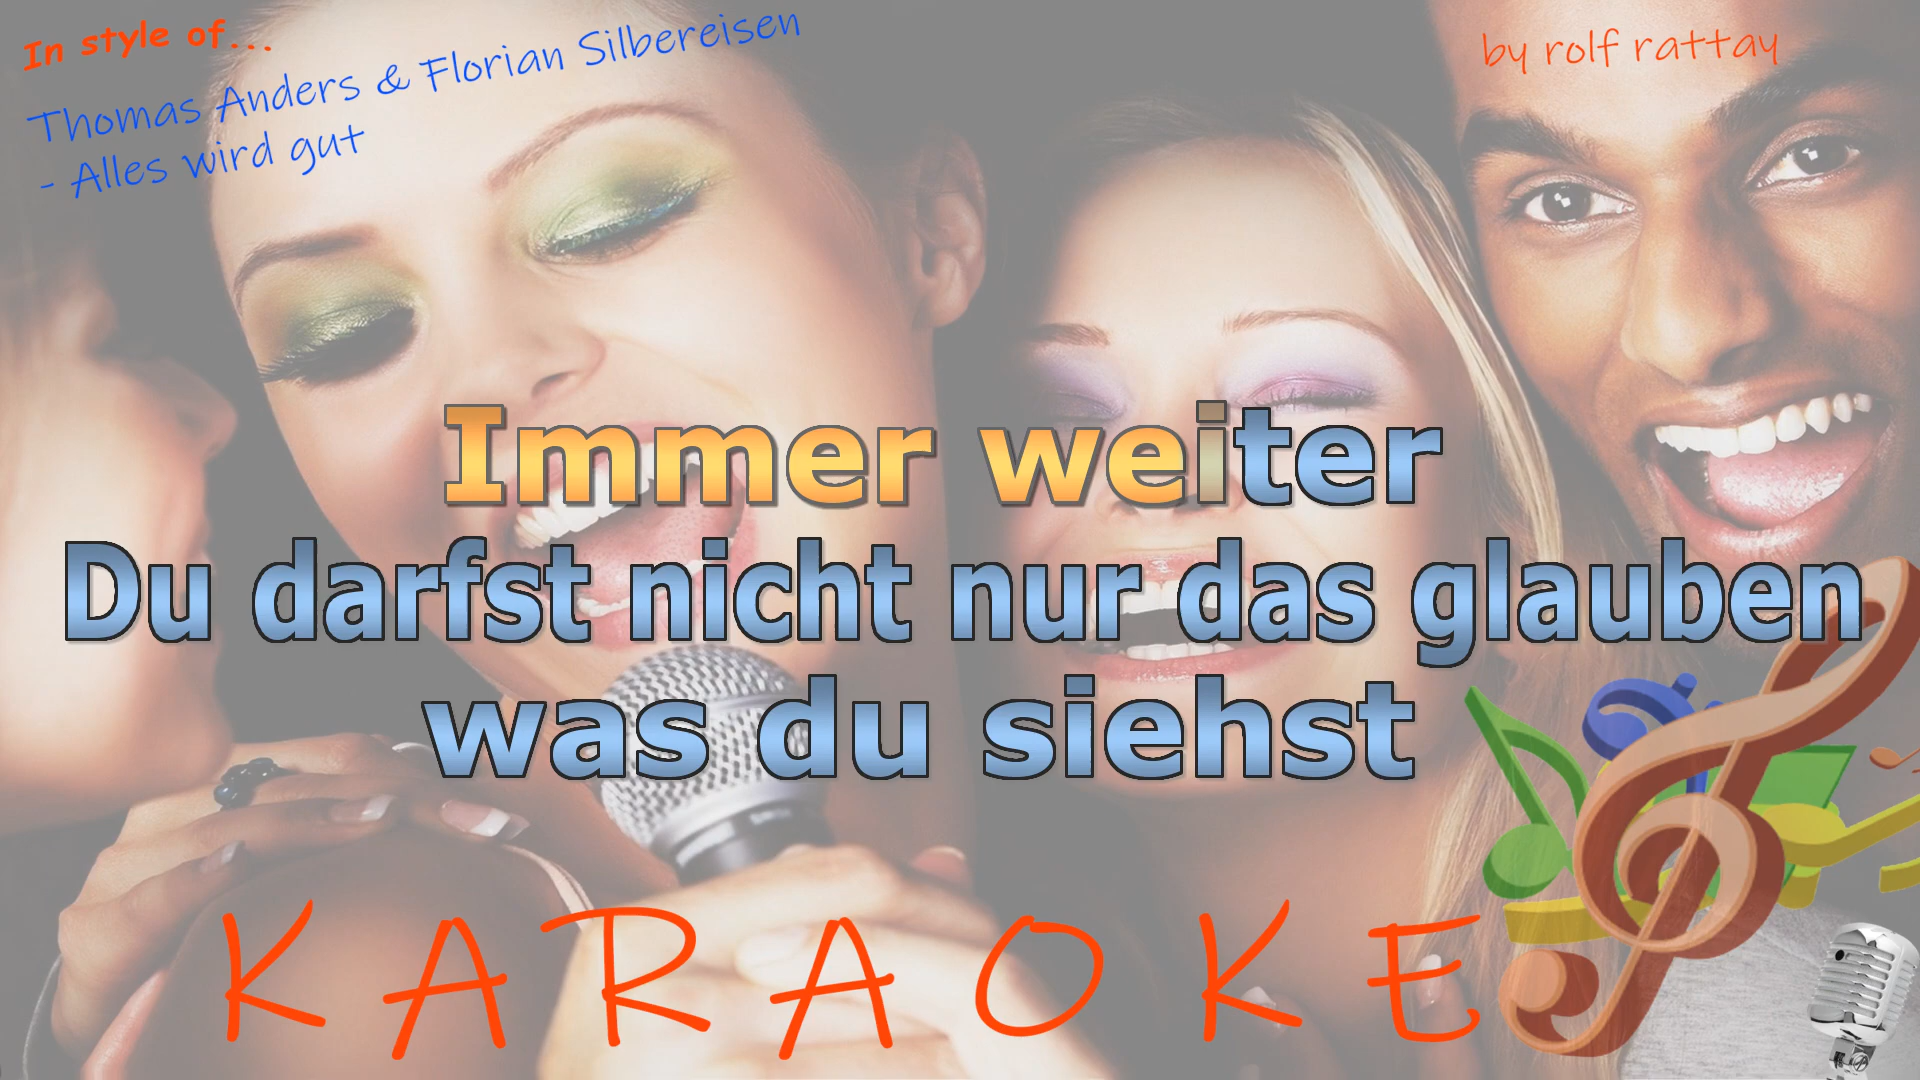 In style of...
Thomas Anders & Florian Silbereisen
- Alles wird gut
by rolf rattay
Immer weiter
Du darfst nicht nur das glauben
was du siehst
KARAOKE